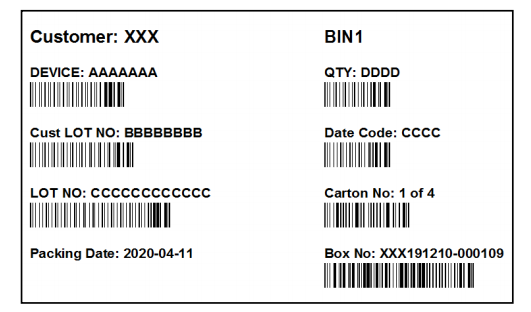 Customer: XXX BIN1
DEVICE: AAAAAAA QTY: DDDD
Cust LOT NO: BBBBBBBB Date Code: CCCC
LOT NO: CCCCCCCCCCCC Carton No: 1 of 4
Packing Date: 2020-04-11 Box No: XXX191210-000109